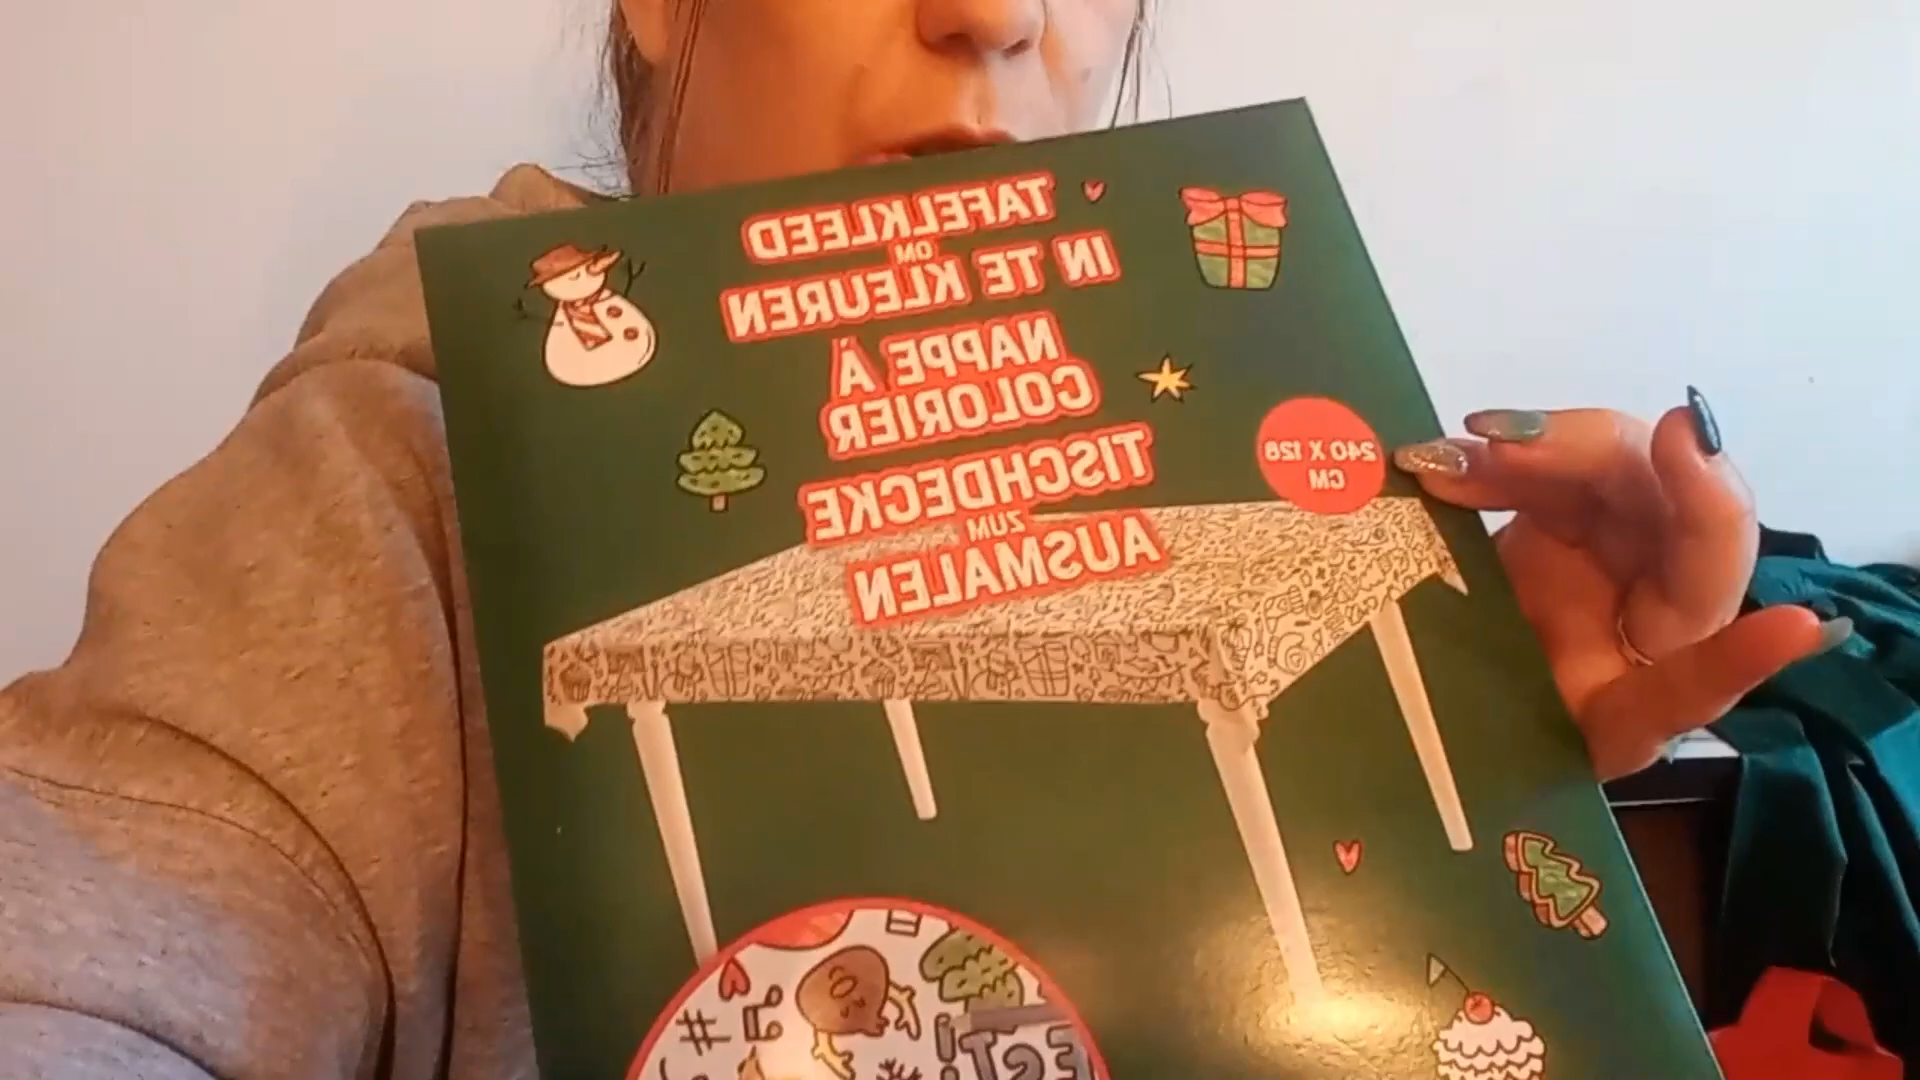 TAFELKLEED
OM
IN TE KLEUREN
NAPPE À
COLORIER
TISCHDECKE
ZUM
AUSMALEN
240 X 128
CM